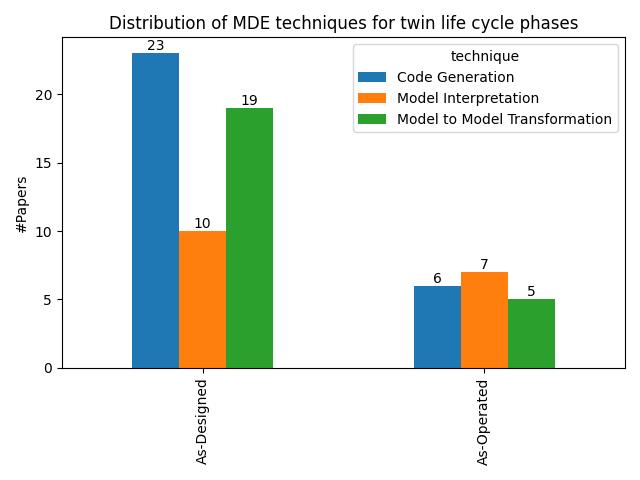 Distribution of MDE techniques for twin life cycle phases
technique
Code Generation
Model Interpretation
Model to Model Transformation
#Papers
20
15
10
5
0
23
10
19
6
7
5
As-Designed
As-Operated